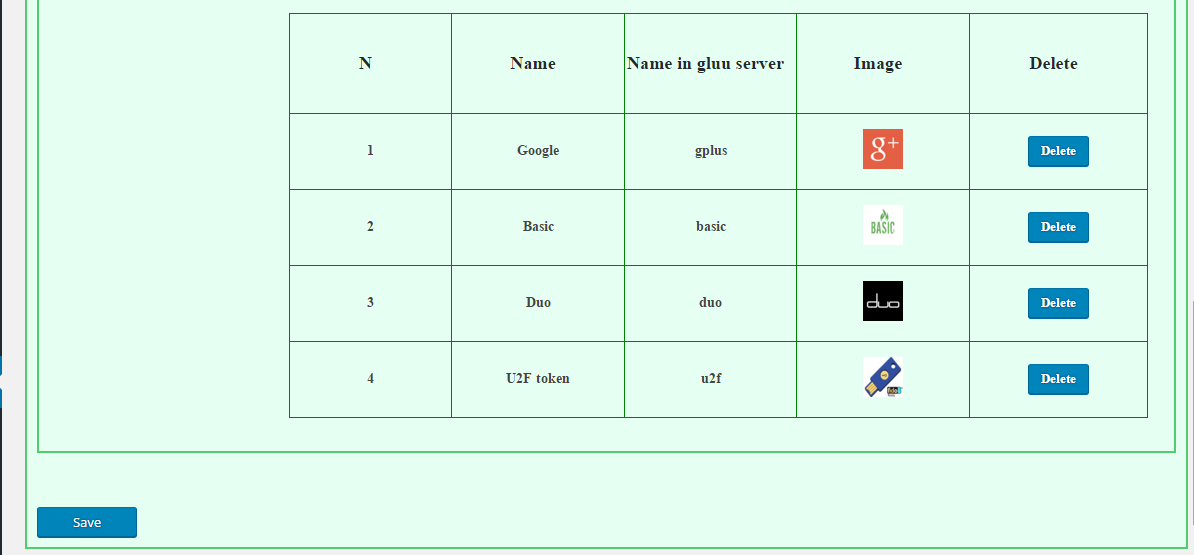 N Name Name in gluu server Image Delete
1 Google gplus g+ Delete
2 Basic basic BASIC Delete
3 Duo duo duo Delete
4 U2F token u2f Delete
Save